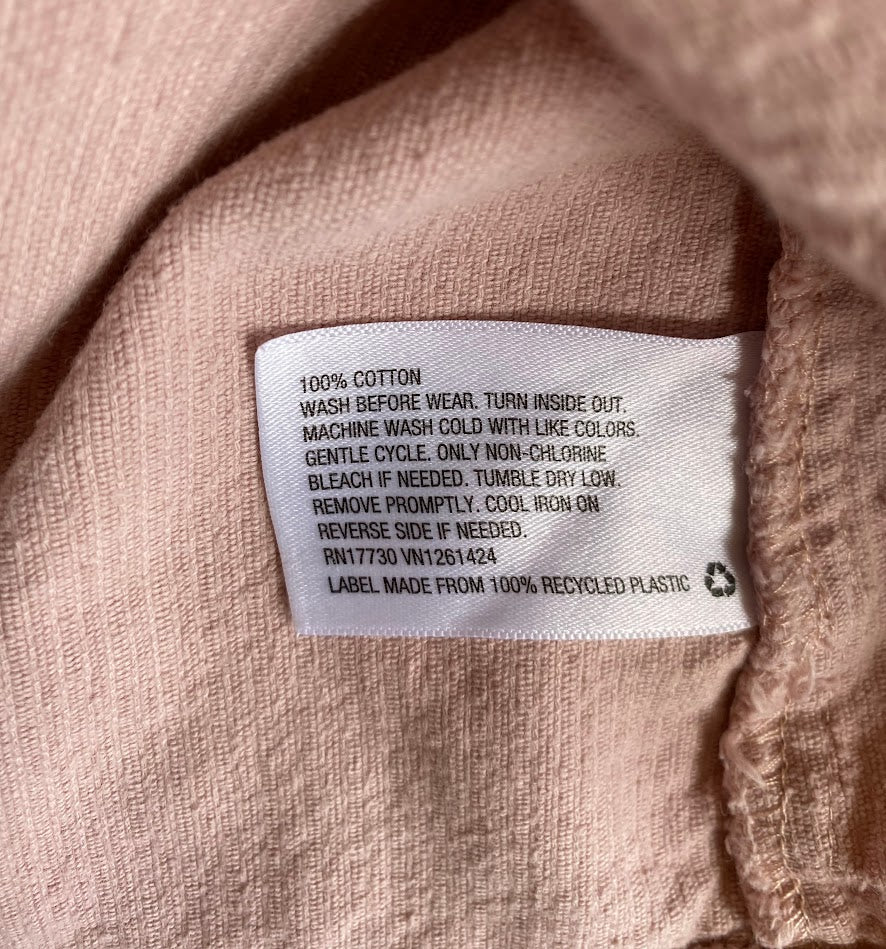 100% COTTON
WASH BEFORE WEAR. TURN INSIDE OUT.
MACHINE WASH COLD WITH LIKE COLORS.
GENTLE CYCLE. ONLY NON-CHLORINE
BLEACH IF NEEDED. TUMBLE DRY LOW.
REMOVE PROMPTLY. COOL IRON ON
REVERSE SIDE IF NEEDED.
RN17730 VN1261424
LABEL MADE FROM 100% RECYCLED PLASTIC